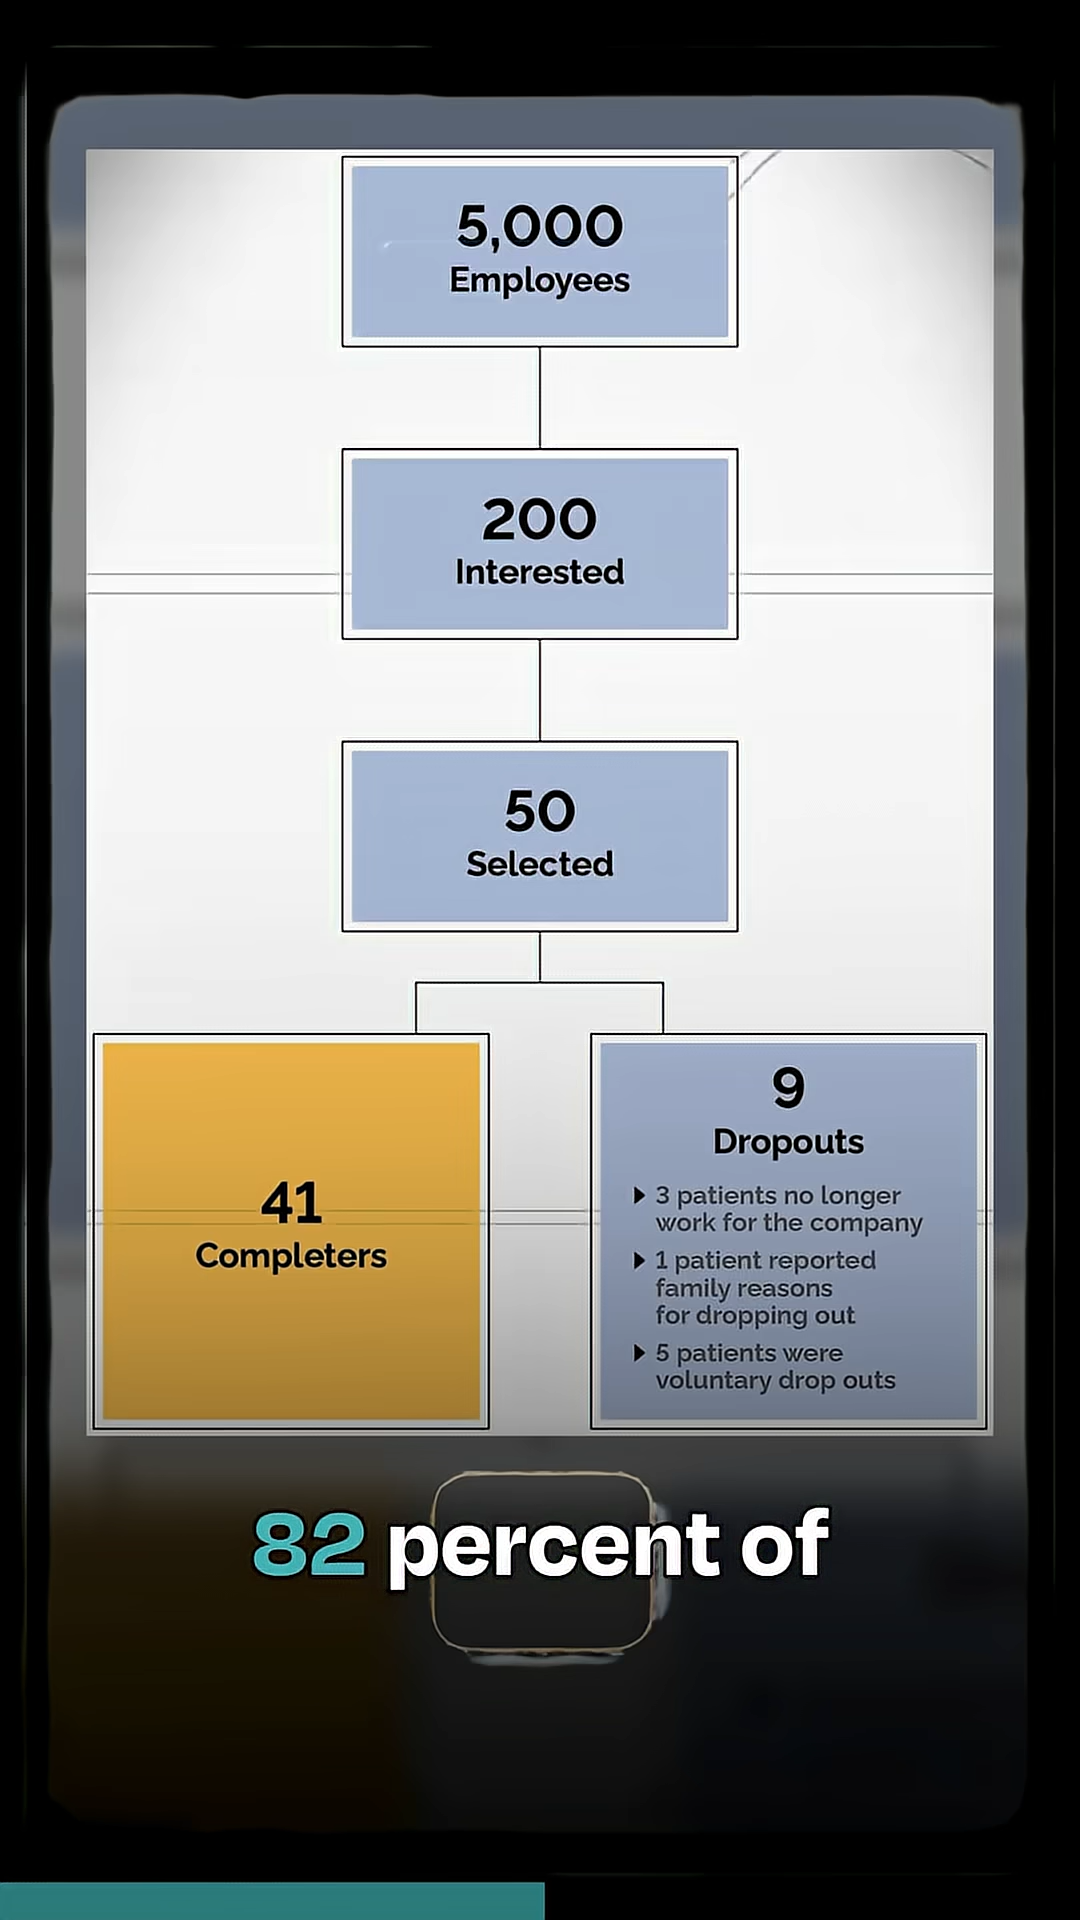 5,000
Employees
200
Interested
50
Selected
41
Completers
9
Dropouts
3 patients no longer
work for the company
1 patient reported
family reasons
for dropping out
5 patients were
voluntary drop outs
82 percent of